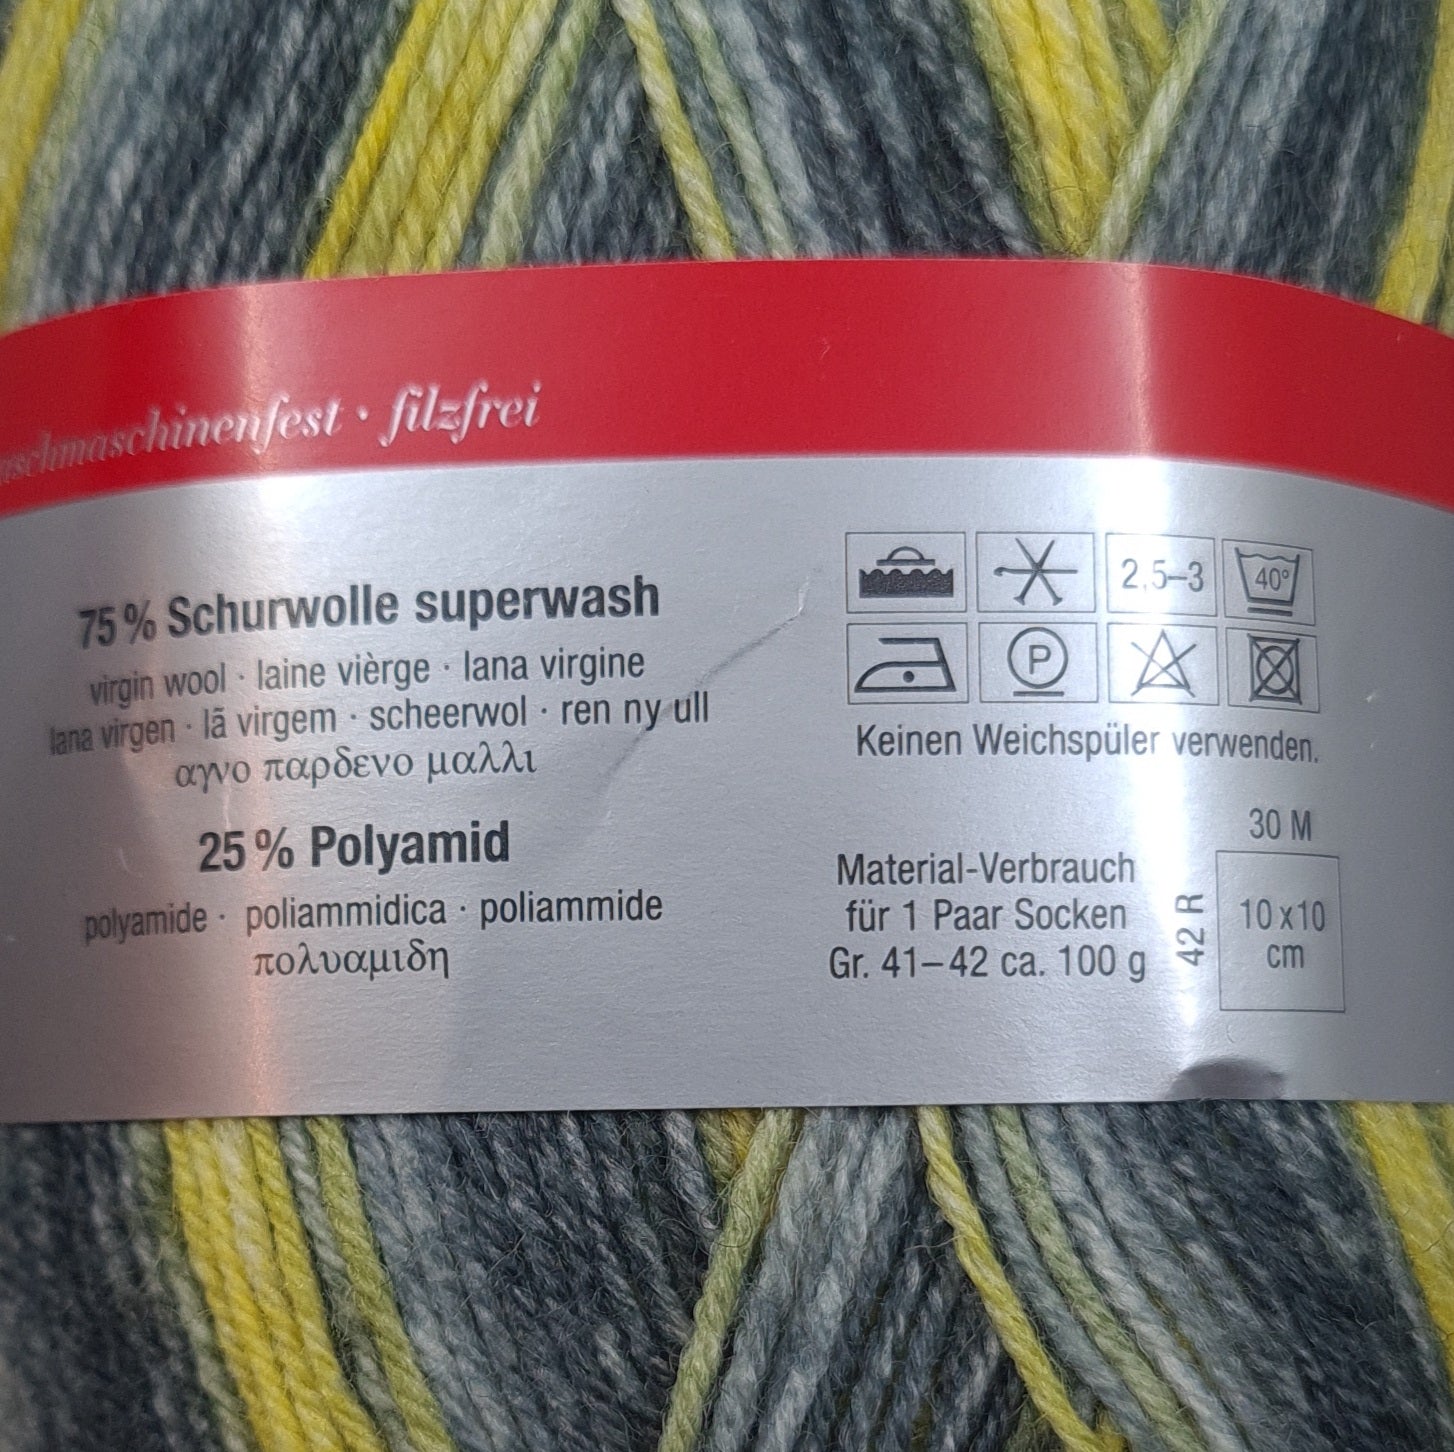 schmaschinenfest · filzfrei
75 % Schurwolle superwash
virgin wool · laine vièrge · lana virgine
lana virgen · lã virgem · scheerwol · ren ny ull
αγνο παρδενο μαλλι
25 % Polyamid
polyamide · poliammidica · poliammide
πολυαμιδη
2,5–3
40°
P
Keinen Weichspüler verwenden.
30 M
Material-Verbrauch
für 1 Paar Socken
Gr. 41–42 ca. 100 g
42 R
10 x 10
cm